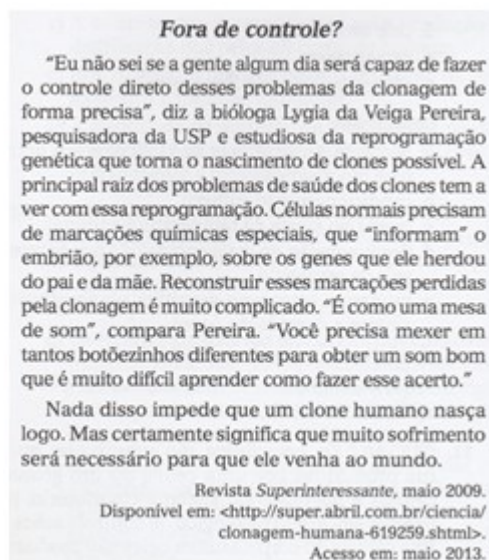 Fora de controle?
"Eu não sei se a gente algum dia será capaz de fazer
o controle direto desses problemas da clonagem de
forma precisa", diz a bióloga Lygia da Veiga Pereira,
pesquisadora da USP e estudiosa da reprogramação
genética que torna o nascimento de clones possível. A
principal raiz dos problemas de saúde dos clones tem a
ver com essa reprogramação. Células normais precisam
de marcações químicas especiais, que "informam" o
embrião, por exemplo, sobre os genes que ele herdou
do pai e da mãe. Reconstruir esses marcações perdidas
pela clonagem é muito complicado. "É como uma mesa
de som", compara Pereira. "Você precisa mexer em
tantos botõezinhos diferentes para obter um som bom
que é muito difícil aprender como fazer esse acerto."
Nada disso impede que um clone humano nasça
logo. Mas certamente significa que muito sofrimento
será necessário para que ele venha ao mundo.
Revista Superinteressante, maio 2009.
Disponível em: <http://super.abril.com.br/ciencia/
clonagem-humana-619259.shtml>.
Acesso em: maio 2013.